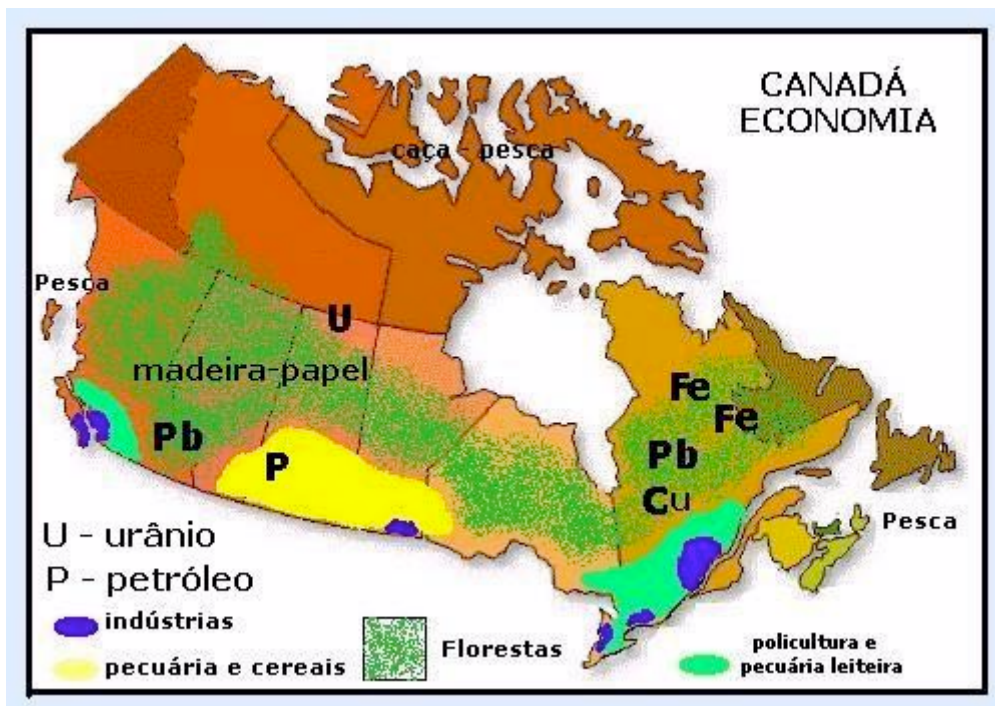 CANADÁ
ECONOMIA
caça - pesca
Pesca
U
madeira-papel
Fe
Fe
Pb
Pb
P
Cu
Pesca
U - urânio
P - petróleo
indústrias
pecuária e cereais
Florestas
policultura e
pecuária leiteira